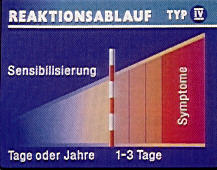 REAKTIONSABLAUF TYP IV
Sensibilisierung
Symptome
Tage oder Jahre 1-3 Tage